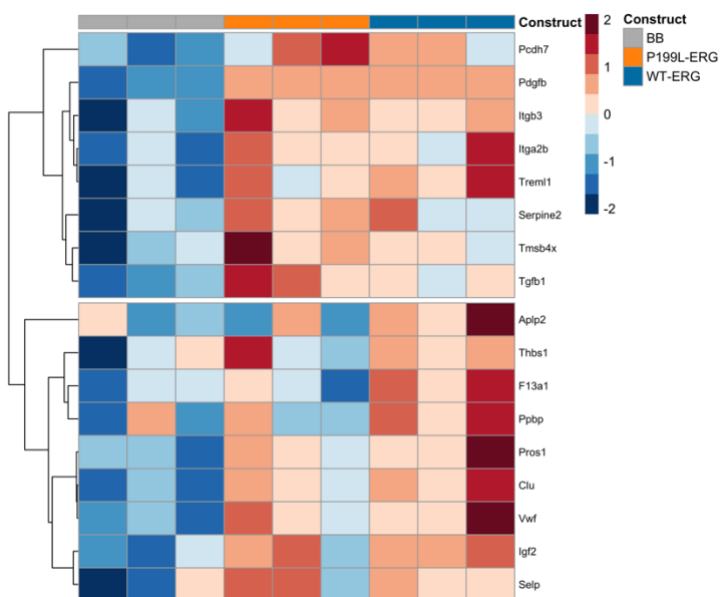 Construct
Pcdh7
Pdgfb
Itgb3
Itga2b
Treml1
Serpine2
Tmsb4x
Tgfb1
Aplp2
Thbs1
F13a1
Ppbp
Pros1
Clu
Vwf
Igf2
Selp
2
1
0
-1
-2
Construct
BB
P199L-ERG
WT-ERG